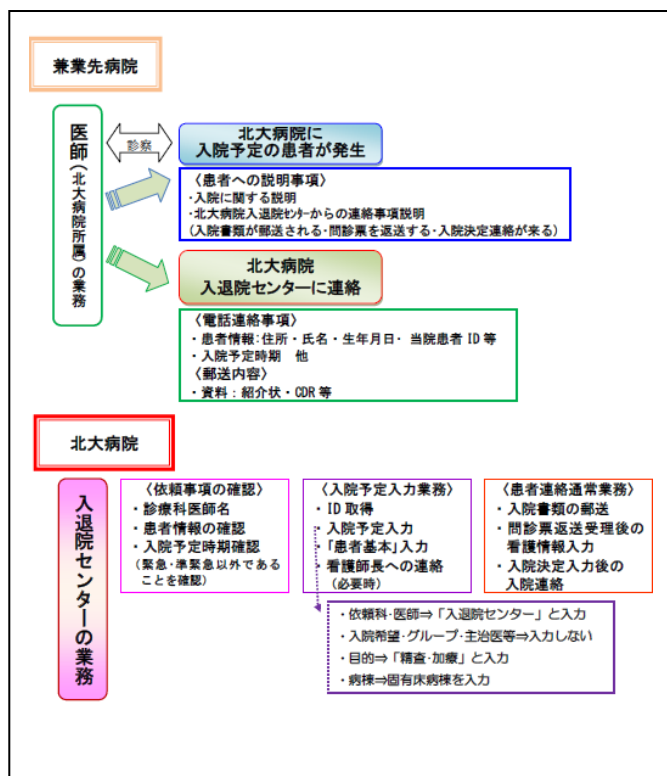 兼業先病院
医師(北大病院所属)の業務
診察
北大病院に
入院予定の患者が発生
〈患者への説明事項〉
・入院に関する説明
・北大病院入退院センターからの連絡事項説明
(入院書類が郵送される・問診票を返送する・入院決定連絡が来る)
北大病院
入退院センターに連絡
〈電話連絡事項〉
・患者情報:住所・氏名・生年月日・ 当院患者 ID 等
・入院予定時期　他
〈郵送内容〉
・資料：紹介状・CDR 等
北大病院
入退院センターの業務
〈依頼事項の確認〉
・診療科医師名
・患者情報の確認
・入院予定時期確認
(緊急・準緊急以外である
ことを確認)
〈入院予定入力業務〉
・ID 取得
・入院予定入力
・「患者基本」入力
・看護師長への連絡
(必要時)
〈患者連絡通常業務〉
・入院書類の郵送
・問診票返送受理後の
看護情報入力
・入院決定入力後の
入院連絡
・依頼科・医師⇒「入退院センター」と入力
・入院希望・グループ・主治医等⇒入力しない
・目的⇒「精査・加療」と入力
・病棟⇒固有床病棟を入力